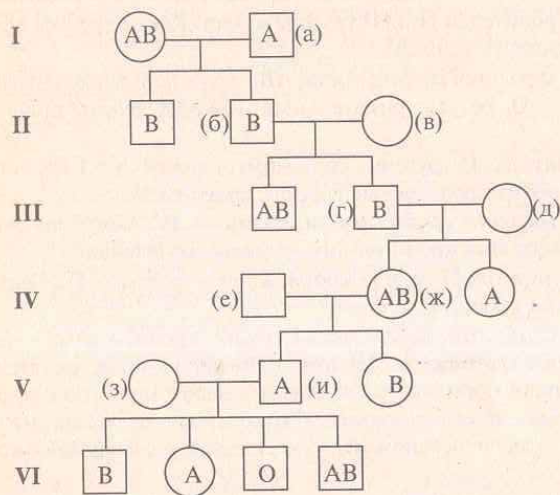 I AB A (а)
II B (б) B (в)
III AB (г) B (д)
IV (е) AB (ж) A
V (з) A (и) B
VI B A O AB